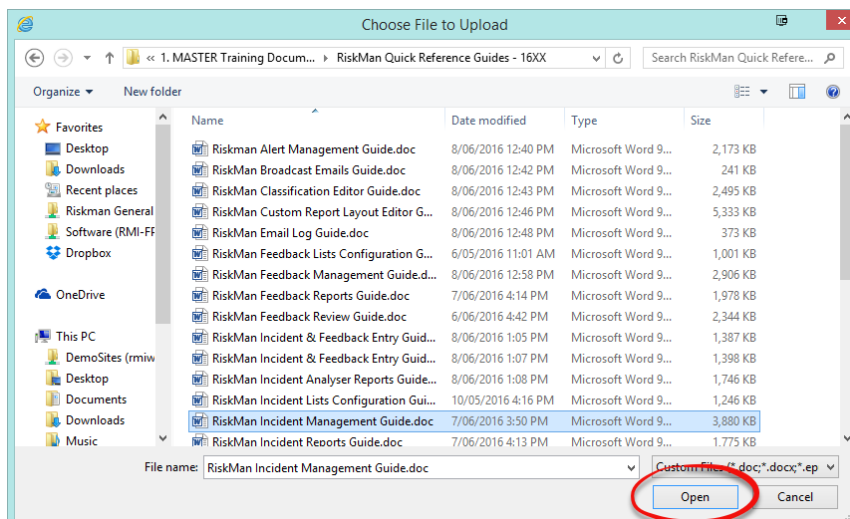 Choose File to Upload
« 1. MASTER Training Docum... RiskMan Quick Reference Guides - 16XX Search RiskMan Quick Refere...
Organize New folder
Name Date modified Type Size
Favorites
Desktop
Downloads
Recent places
Riskman General
Software (RMI-FF
Dropbox
OneDrive
This PC
DemoSites (rmiw
Desktop
Documents
Downloads
Music
Riskman Alert Management Guide.doc 8/06/2016 12:40 PM Microsoft Word 9... 2,173 KB
RiskMan Broadcast Emails Guide.doc 8/06/2016 12:42 PM Microsoft Word 9... 241 KB
RiskMan Classification Editor Guide.doc 8/06/2016 12:43 PM Microsoft Word 9... 2,495 KB
RiskMan Custom Report Layout Editor G... 8/06/2016 12:46 PM Microsoft Word 9... 5,333 KB
RiskMan Email Log Guide.doc 8/06/2016 12:48 PM Microsoft Word 9... 373 KB
RiskMan Feedback Lists Configuration G... 6/05/2016 11:01 AM Microsoft Word 9... 1,001 KB
RiskMan Feedback Management Guide.d... 8/06/2016 12:58 PM Microsoft Word 9... 2,906 KB
RiskMan Feedback Reports Guide.doc 7/06/2016 4:14 PM Microsoft Word 9... 1,978 KB
RiskMan Feedback Review Guide.doc 6/06/2016 4:42 PM Microsoft Word 9... 2,344 KB
RiskMan Incident & Feedback Entry Guid... 8/06/2016 1:05 PM Microsoft Word 9... 1,387 KB
RiskMan Incident & Feedback Entry Guid... 8/06/2016 1:07 PM Microsoft Word 9... 1,398 KB
RiskMan Incident Analyser Reports Guide... 8/06/2016 1:08 PM Microsoft Word 9... 1,746 KB
RiskMan Incident Lists Configuration Gui... 10/05/2016 4:16 PM Microsoft Word 9... 1,246 KB
RiskMan Incident Management Guide.doc 7/06/2016 3:50 PM Microsoft Word 9... 3,880 KB
RiskMan Incident Reports Guide.doc 7/06/2016 4:13 PM Microsoft Word 9... 1,775 KB
File name: RiskMan Incident Management Guide.doc Custom Files (*.doc;*.docx;*.ep
Open Cancel